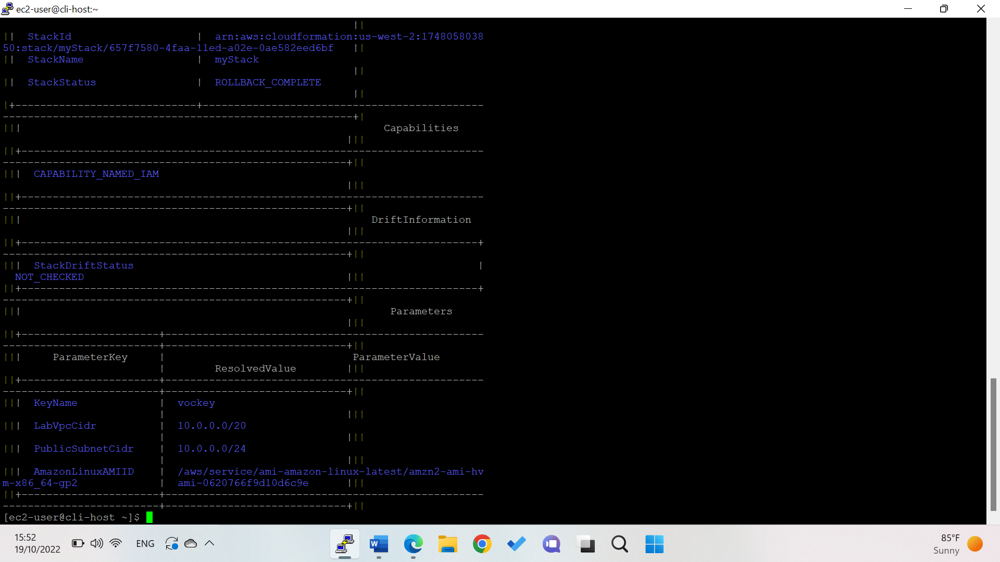 ec2-user@cli-host:~
||
|| StackId | arn:aws:cloudformation:us-west-2:1748058038
50:stack/myStack/657f7580-4faa-11ed-a02e-0ae582eed6bf ||
|| StackName | myStack
||
|| StackStatus | ROLLBACK_COMPLETE
||
|+-----------------------------+---------------------------------------------
--------------------------------------------------------+|
||| Capabilities
|||
||+--------------------------------------------------------------------------
-------------------------------------------------------+||
||| CAPABILITY_NAMED_IAM
|||
||+--------------------------------------------------------------------------
-------------------------------------------------------+||
||| DriftInformation
|||
||+-------------------------------------------------------------------------+
-------------------------------------------------------+||
||| StackDriftStatus |
NOT_CHECKED |||
||+-------------------------------------------------------------------------+
-------------------------------------------------------+||
||| Parameters
|||
||+----------------------+---------------------------------------------------
-------------------------+-----------------------------+||
||| ParameterKey | ParameterValue
| ResolvedValue |||
||+----------------------+---------------------------------------------------
-------------------------+-----------------------------+||
||| KeyName | vockey
| |||
||| LabVpcCidr | 10.0.0.0/20
| |||
||| PublicSubnetCidr | 10.0.0.0/24
| |||
||| AmazonLinuxAMIID | /aws/service/ami-amazon-linux-latest/amzn2-ami-hv
m-x86_64-gp2 | ami-0620766f9d10d6c9e |||
||+----------------------+---------------------------------------------------
-------------------------+-----------------------------+||
[ec2-user@cli-host ~]$
15:52
19/10/2022
ENG
W
85°F
Sunny